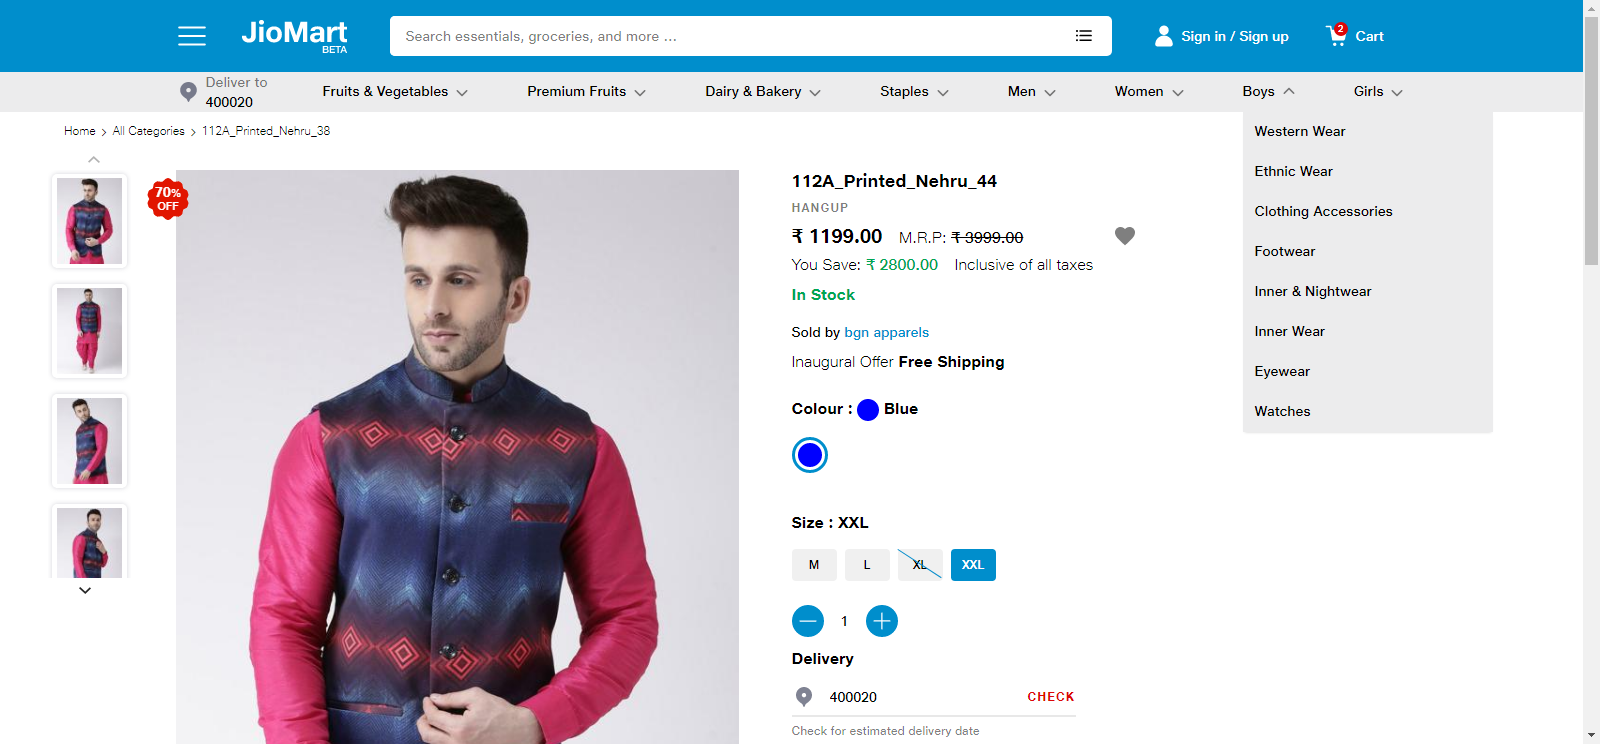 JioMart
BETA
Search essentials, groceries, and more ...
Sign in / Sign up
2
Cart
Deliver to
400020
Fruits & Vegetables
Premium Fruits
Dairy & Bakery
Staples
Men
Women
Boys
Girls
Home > All Categories > 112A_Printed_Nehru_38
Western Wear
Ethnic Wear
Clothing Accessories
Footwear
Inner & Nightwear
Inner Wear
Eyewear
Watches
70%
OFF
112A_Printed_Nehru_44
HANGUP
₹ 1199.00 M.R.P: ₹ 3999.00
You Save: ₹ 2800.00 Inclusive of all taxes
In Stock
Sold by bgn apparels
Inaugural Offer Free Shipping
Colour : Blue
Size : XXL
M L XL XXL
1
Delivery
400020 CHECK
Check for estimated delivery date